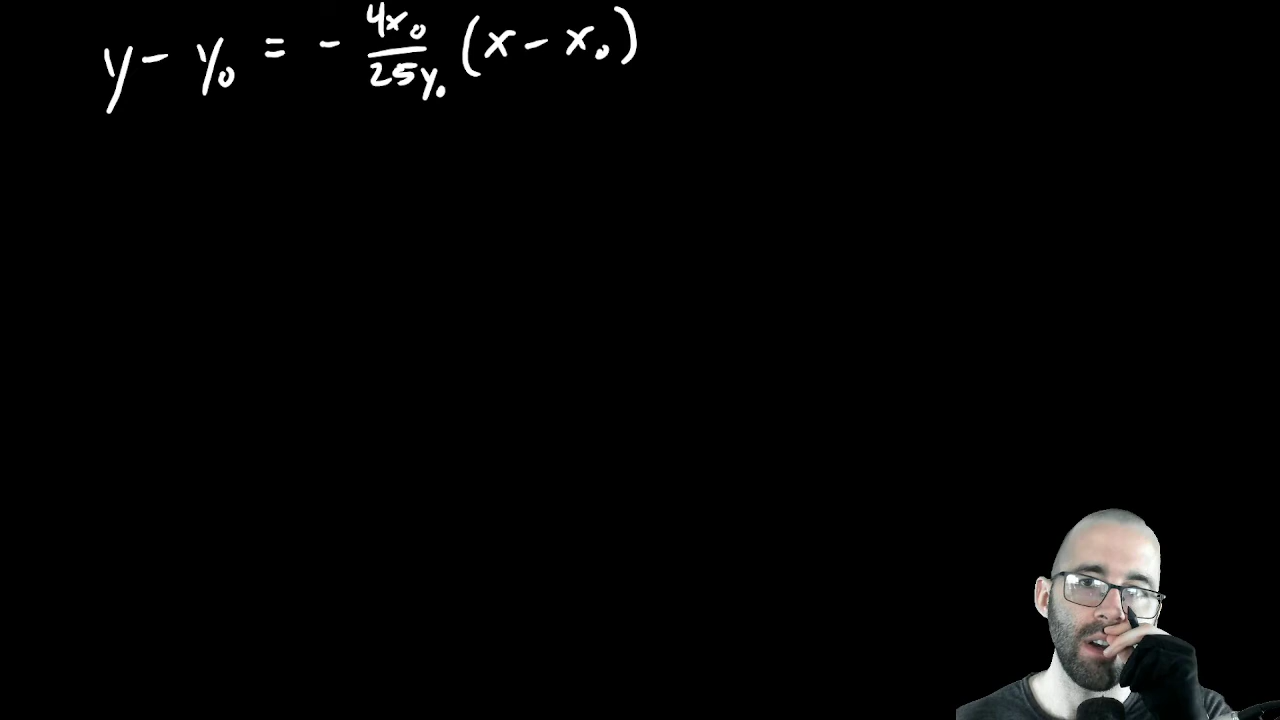 y - y₀ = - 4x₀/25y₀ (x - x₀)